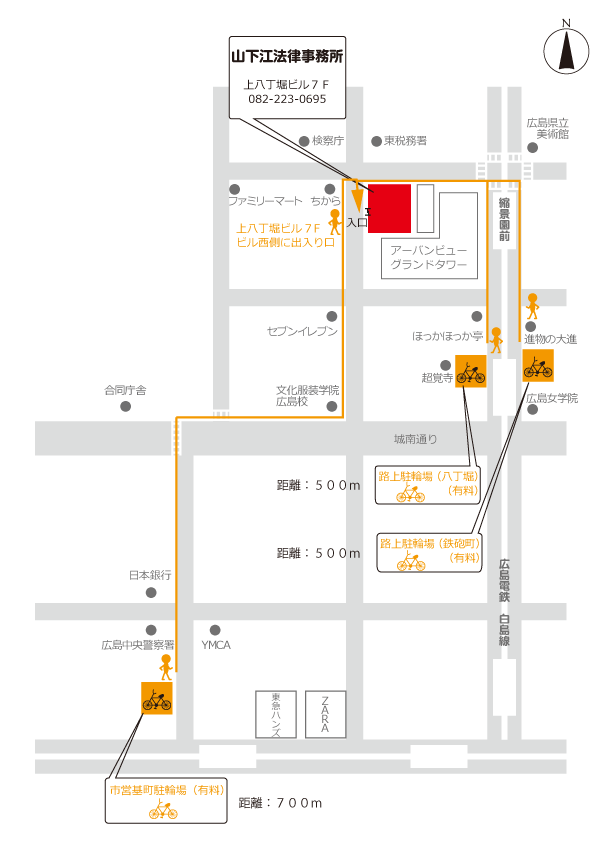 N
山下江法律事務所
上八丁堀ビル７Ｆ
082-223-0695
検察庁
東税務署
広島県立
美術館
ファミリーマート
ちから
縮景園前
上八丁堀ビル７Ｆ
ビル西側に出入り口
入口
アーバンビュー
グランドタワー
セブンイレブン
ほっかほっか亭
進物の大進
超覚寺
合同庁舎
文化服装学院
広島校
広島女学院
城南通り
距離：５００ｍ
路上駐輪場（八丁堀）
（有料）
距離：５００ｍ
路上駐輪場（鉄砲町）
（有料）
日本銀行
広島電鉄　白島線
広島中央警察署
YMCA
東急ハンズ
ZARA
市営基町駐輪場（有料）
距離：７００ｍ